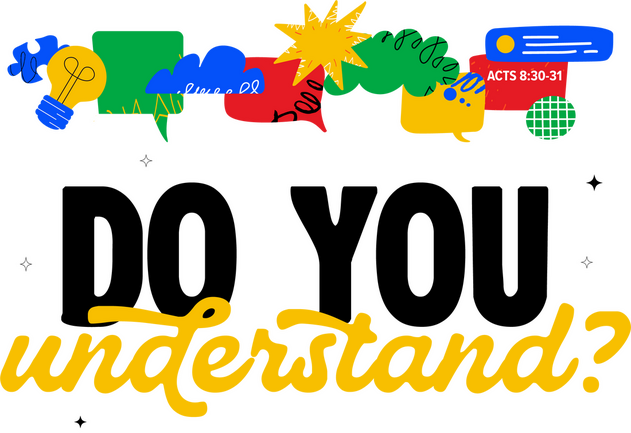 ACTS 8:30-31
DO YOU
understand?